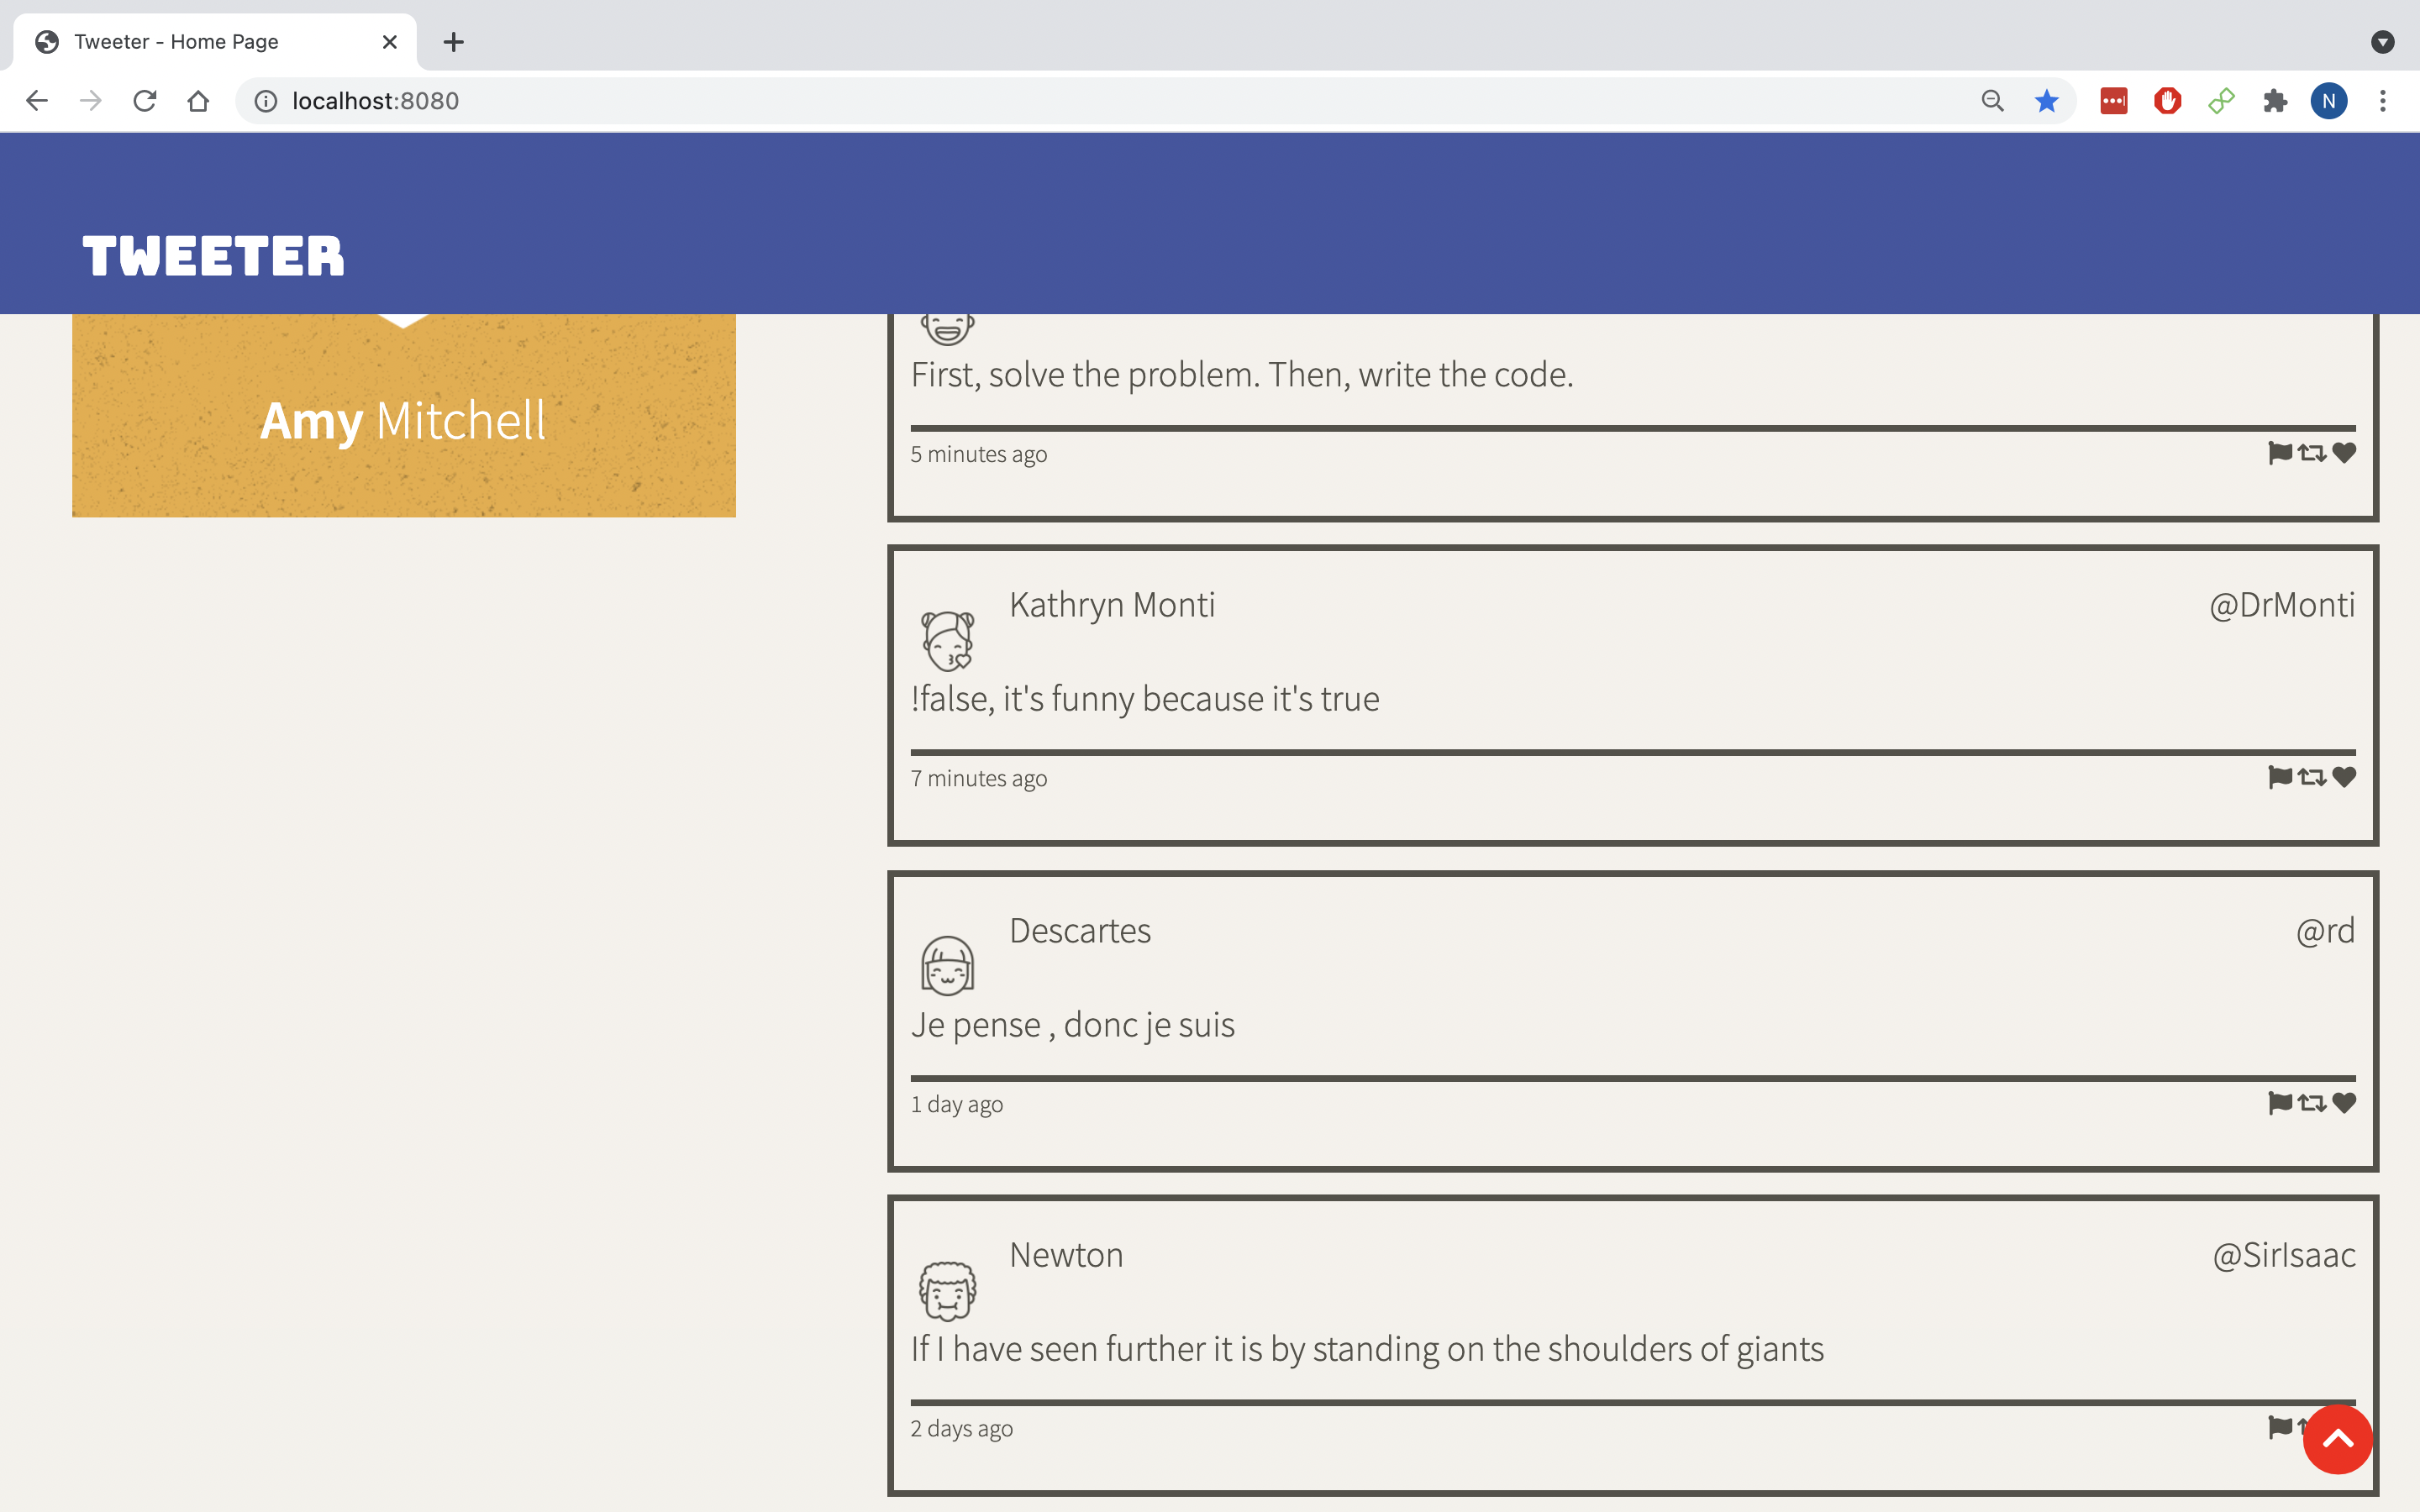 Tweeter - Home Page
localhost:8080
N
TWEETER
Amy Mitchell
First, solve the problem. Then, write the code.
5 minutes ago
Kathryn Monti @DrMonti
!false, it's funny because it's true
7 minutes ago
Descartes @rd
Je pense , donc je suis
1 day ago
Newton @SirIsaac
If I have seen further it is by standing on the shoulders of giants
2 days ago